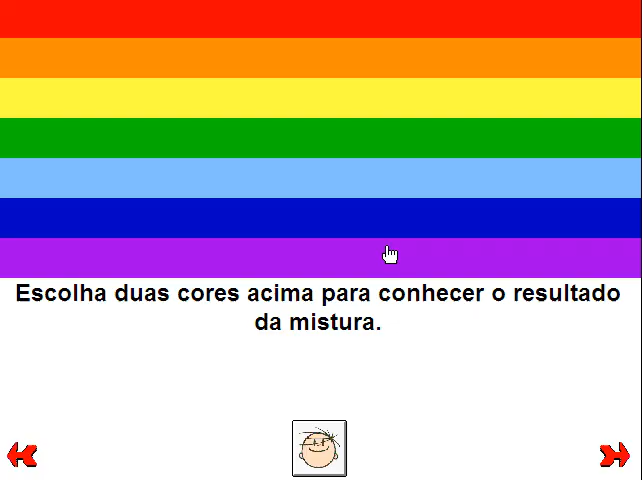 Escolha duas cores acima para conhecer o resultado
da mistura.